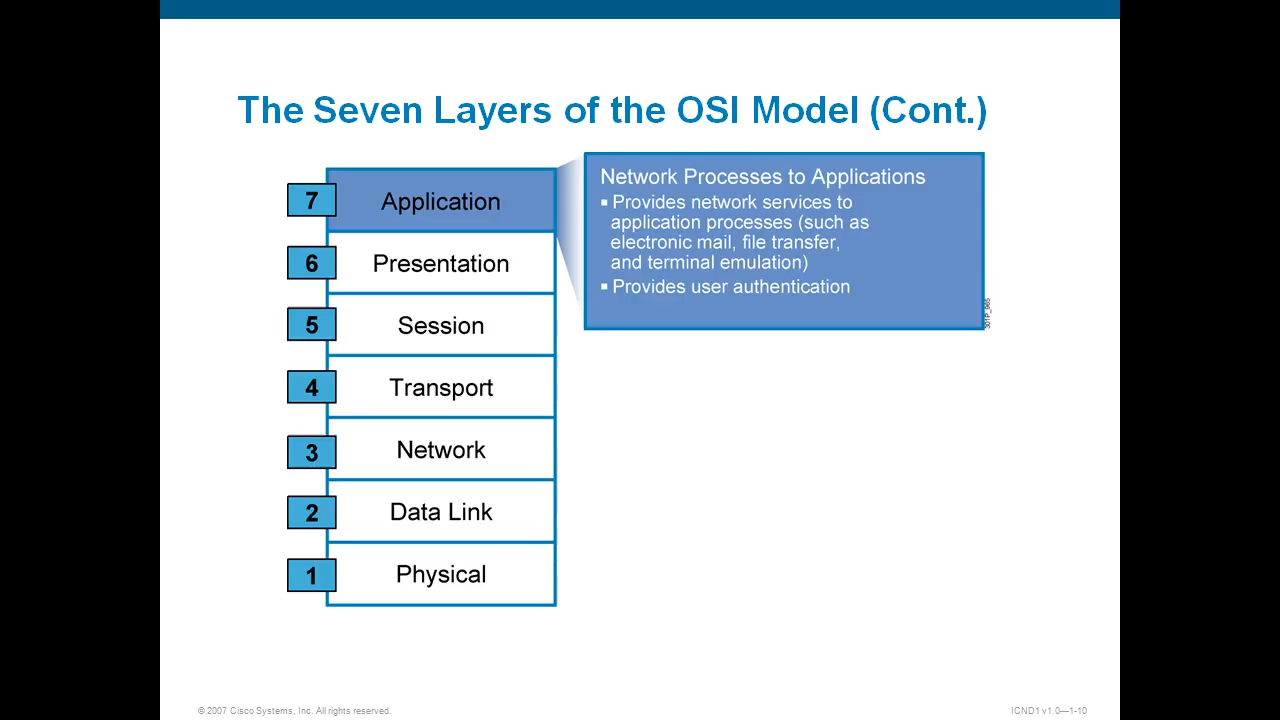 The Seven Layers of the OSI Model (Cont.)
7 Application
6 Presentation
5 Session
4 Transport
3 Network
2 Data Link
1 Physical
Network Processes to Applications
▪ Provides network services to
application processes (such as
electronic mail, file transfer,
and terminal emulation)
▪ Provides user authentication
301P_965
© 2007 Cisco Systems, Inc. All rights reserved.
ICND1 v1.0—1-10